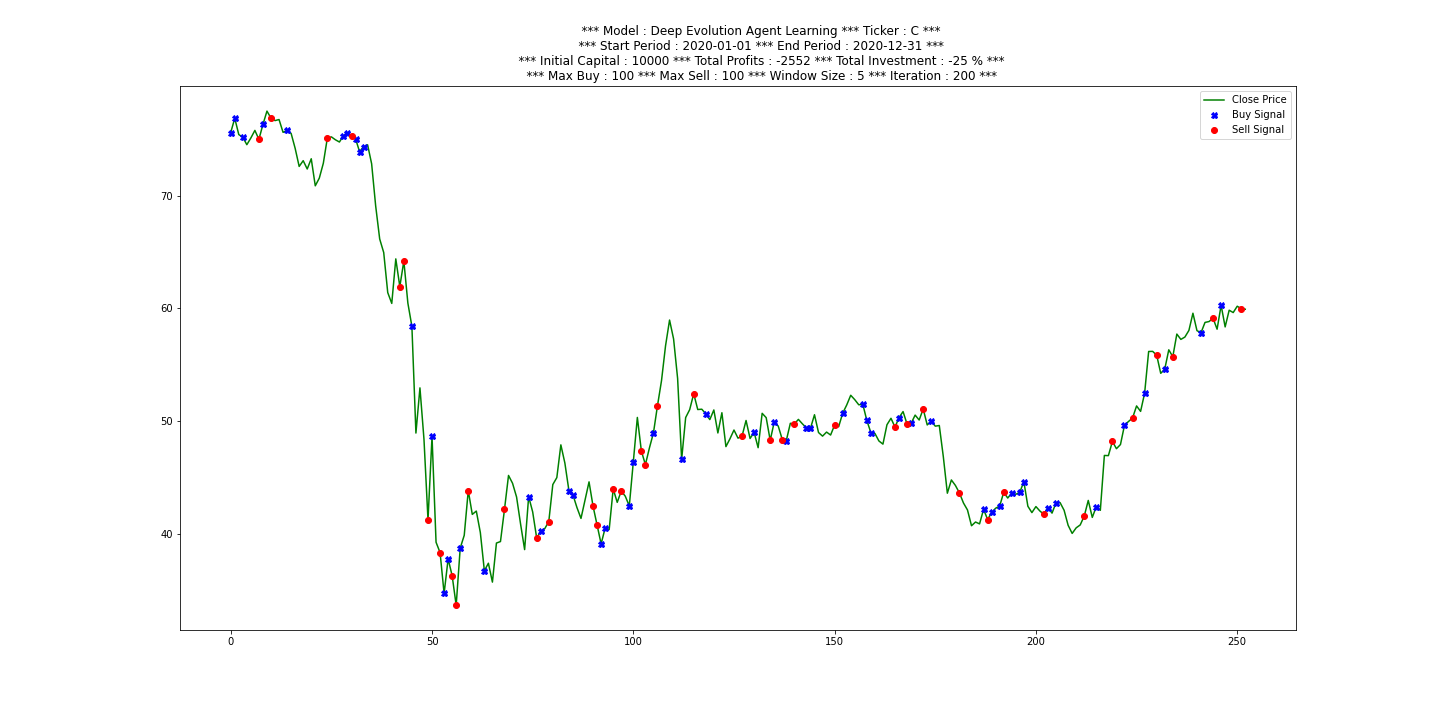 *** Model : Deep Evolution Agent Learning *** Ticker : C ***
*** Start Period : 2020-01-01 *** End Period : 2020-12-31 ***
*** Initial Capital : 10000 *** Total Profits : -2552 *** Total Investment : -25 % ***
*** Max Buy : 100 *** Max Sell : 100 *** Window Size : 5 *** Iteration : 200 ***
Close Price
Buy Signal
Sell Signal
70
60
50
40
0 50 100 150 200 250